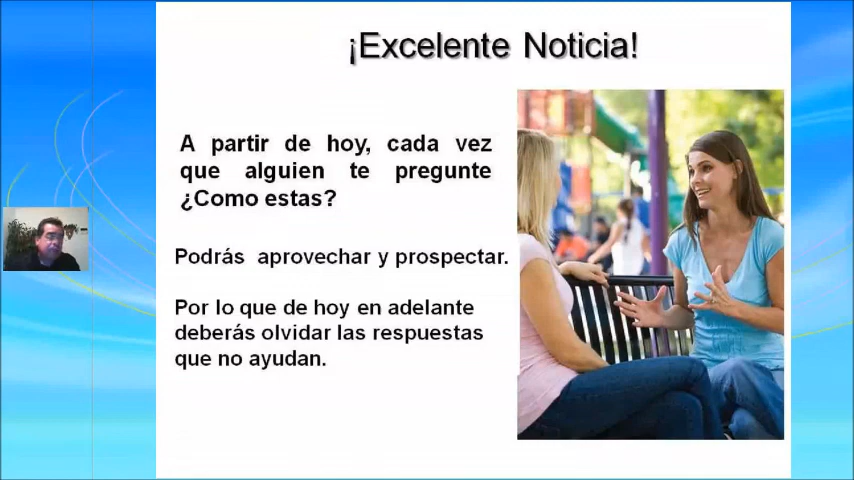 ¡Excelente Noticia!
A partir de hoy, cada vez
que alguien te pregunte
¿Como estas?
Podrás aprovechar y prospectar.
Por lo que de hoy en adelante
deberás olvidar las respuestas
que no ayudan.